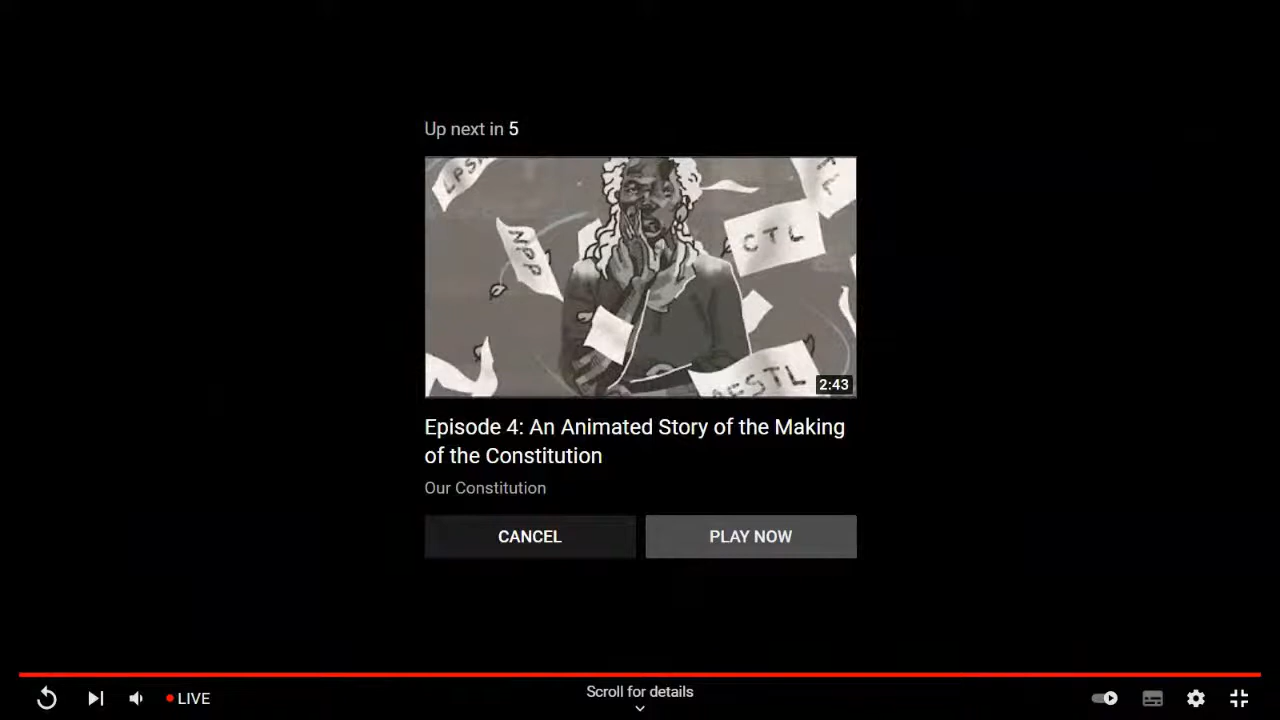 Up next in 5
LPSA
NPP
CTL
2:43
Episode 4: An Animated Story of the Making
of the Constitution
Our Constitution
CANCEL
PLAY NOW
LIVE
Scroll for details